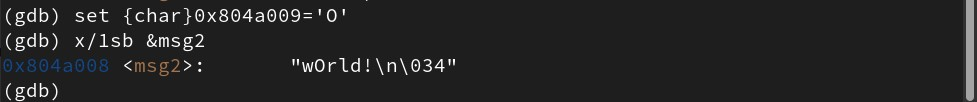 (gdb) set {char}0x804a009='O'
(gdb) x/1sb &msg2
0x804a008 <msg2>:       "wOrld!\n\034"
(gdb)